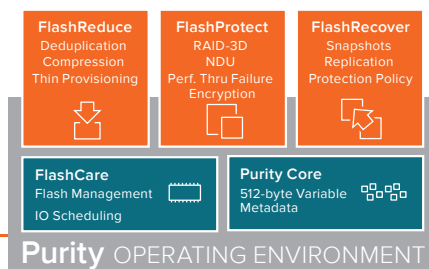 FlashReduce
Deduplication
Compression
Thin Provisioning
FlashProtect
RAID-3D
NDU
Perf. Thru Failure
Encryption
FlashRecover
Snapshots
Replication
Protection Policy
FlashCare
Flash Management
IO Scheduling
Purity Core
512-byte Variable
Metadata
Purity OPERATING ENVIRONMENT